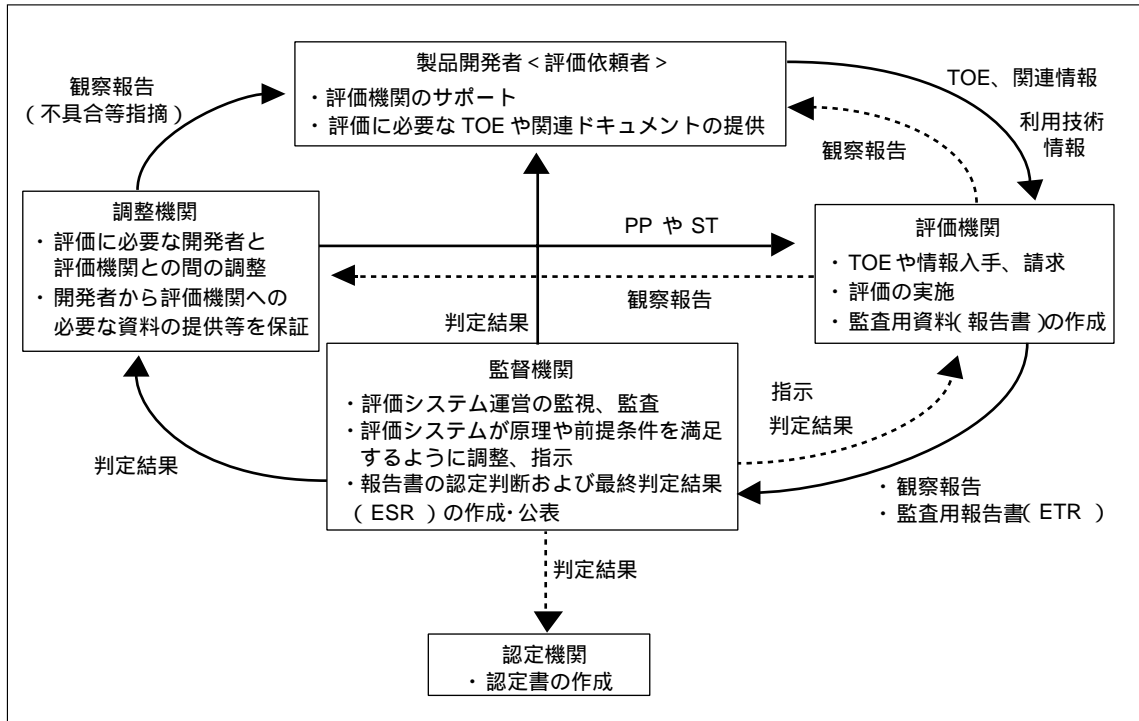 製品開発者<評価依頼者>
・評価機関のサポート
・評価に必要な TOE や関連ドキュメントの提供
観察報告
(不具合等指摘)
TOE、関連情報
利用技術
情報
観察報告
調整機関
・評価に必要な開発者と
評価機関との間の調整
・開発者から評価機関への
必要な資料の提供等を保証
PP や ST
観察報告
評価機関
・TOEや情報入手、請求
・評価の実施
・監査用資料(報告書)の作成
判定結果
監督機関
・評価システム運営の監視、監査
・評価システムが原理や前提条件を満足
するように調整、指示
・報告書の認定判断および最終判定結果
(ESR )の作成・公表
指示
判定結果
判定結果
・観察報告
・監査用報告書(ETR )
判定結果
認定機関
・認定書の作成